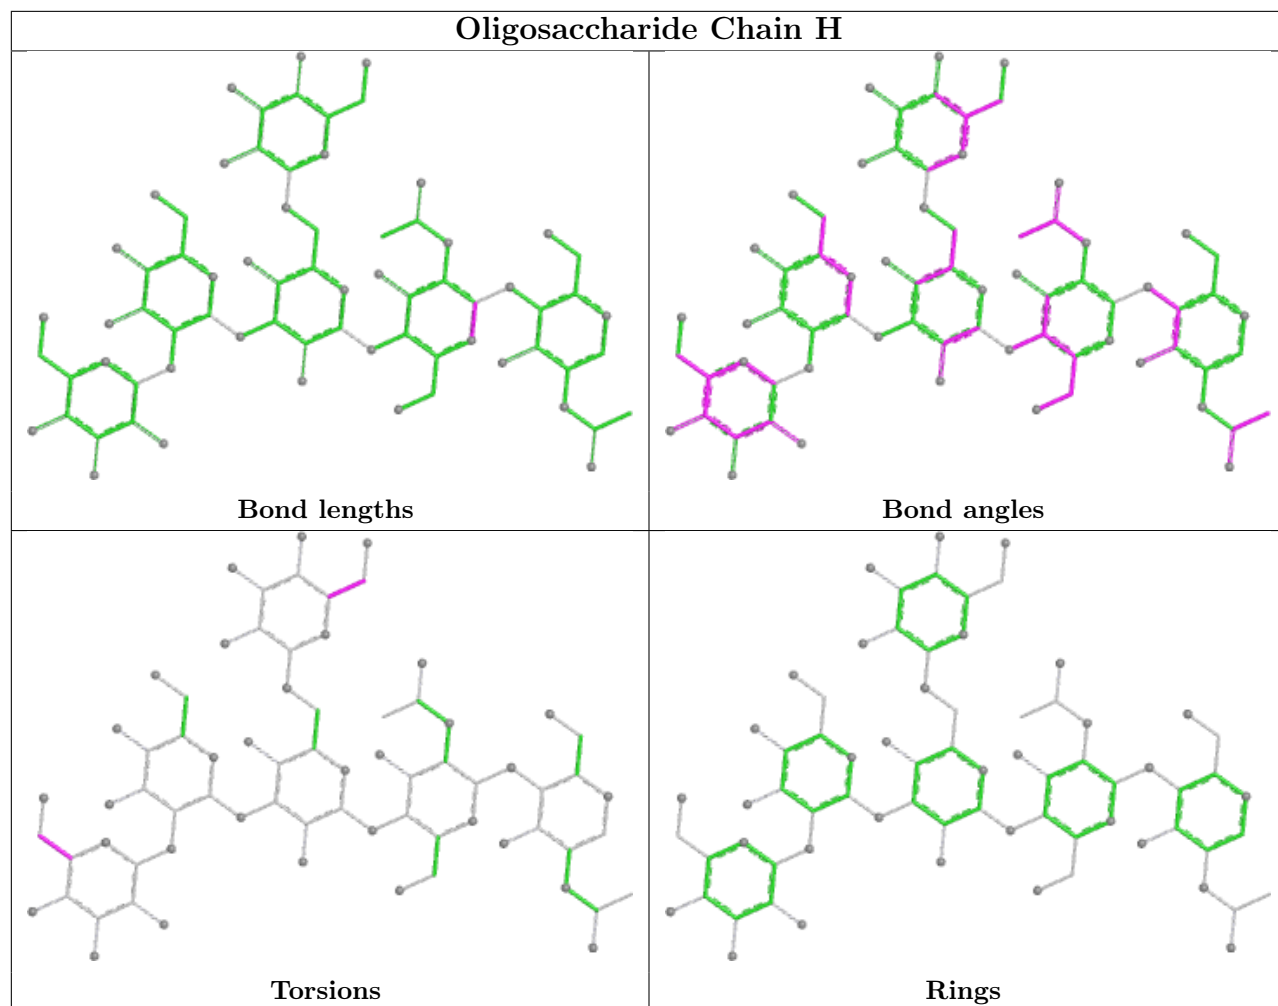 Oligosaccharide Chain H
Bond lengths
Bond angles
Torsions
Rings